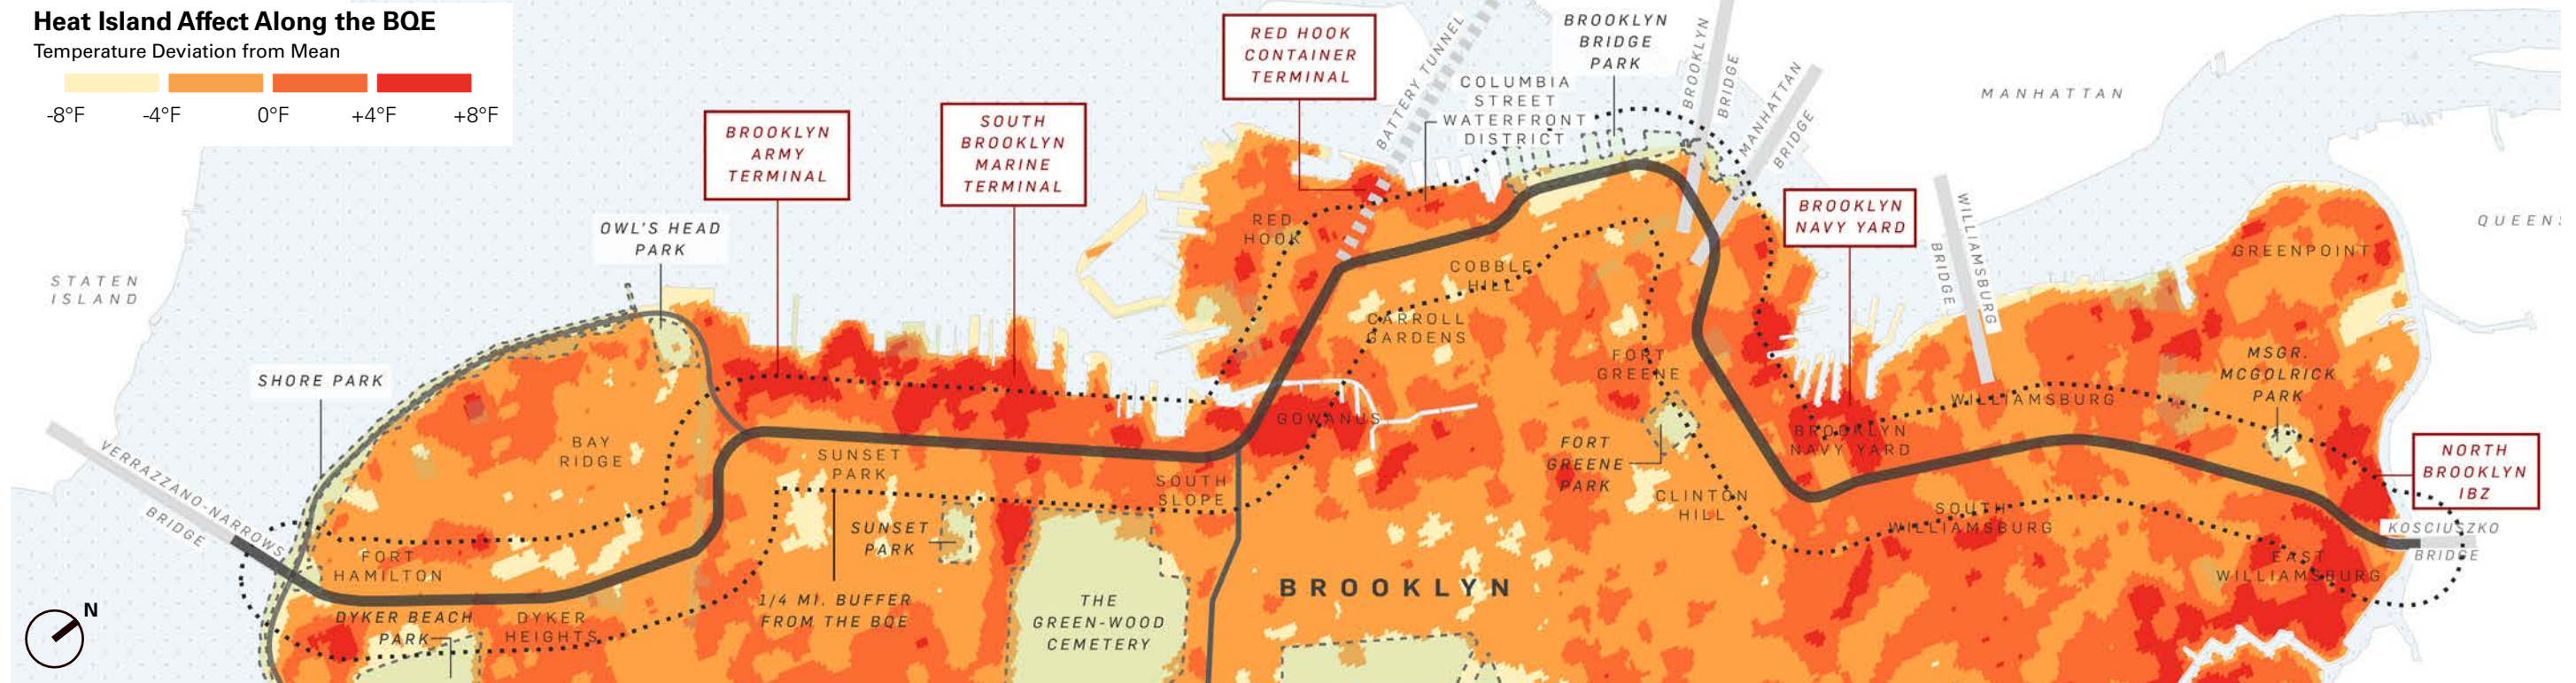 Heat Island Affect Along the BQE
Temperature Deviation from Mean
-8°F -4°F 0°F +4°F +8°F
STATEN
ISLAND
VERRAZZANO-NARROWS
BRIDGE
N
SHORE PARK
OWL'S HEAD
PARK
BROOKLYN
ARMY
TERMINAL
SOUTH
BROOKLYN
MARINE
TERMINAL
RED HOOK
CONTAINER
TERMINAL
BATTERY TUNNEL
COLUMBIA
STREET
WATERFRONT
DISTRICT
BROOKLYN
BRIDGE
PARK
BROOKLYN
BRIDGE
MANHATTAN
BRIDGE
MANHATTAN
BROOKLYN
NAVY YARD
WILLIAMSBURG
BRIDGE
QUEENS
GREENPOINT
MSGR.
MCGOLRICK
PARK
NORTH
BROOKLYN
IBZ
KOSCIUSZKO
BRIDGE
RED
HOOK
COBBLE
HILL
CARROLL
GARDENS
GOWANUS
FORT
GREENE
FORT
GREENE
PARK
CLINTON
HILL
BROOKLYN
NAVY YARD
WILLIAMSBURG
SOUTH
WILLIAMSBURG
EAST
WILLIAMSBURG
BAY
RIDGE
SUNSET
PARK
SOUTH
SLOPE
SUNSET
PARK
FORT
HAMILTON
DYKER BEACH
PARK
DYKER
HEIGHTS
1/4 MI. BUFFER
FROM THE BQE
THE
GREEN-WOOD
CEMETERY
BROOKLYN